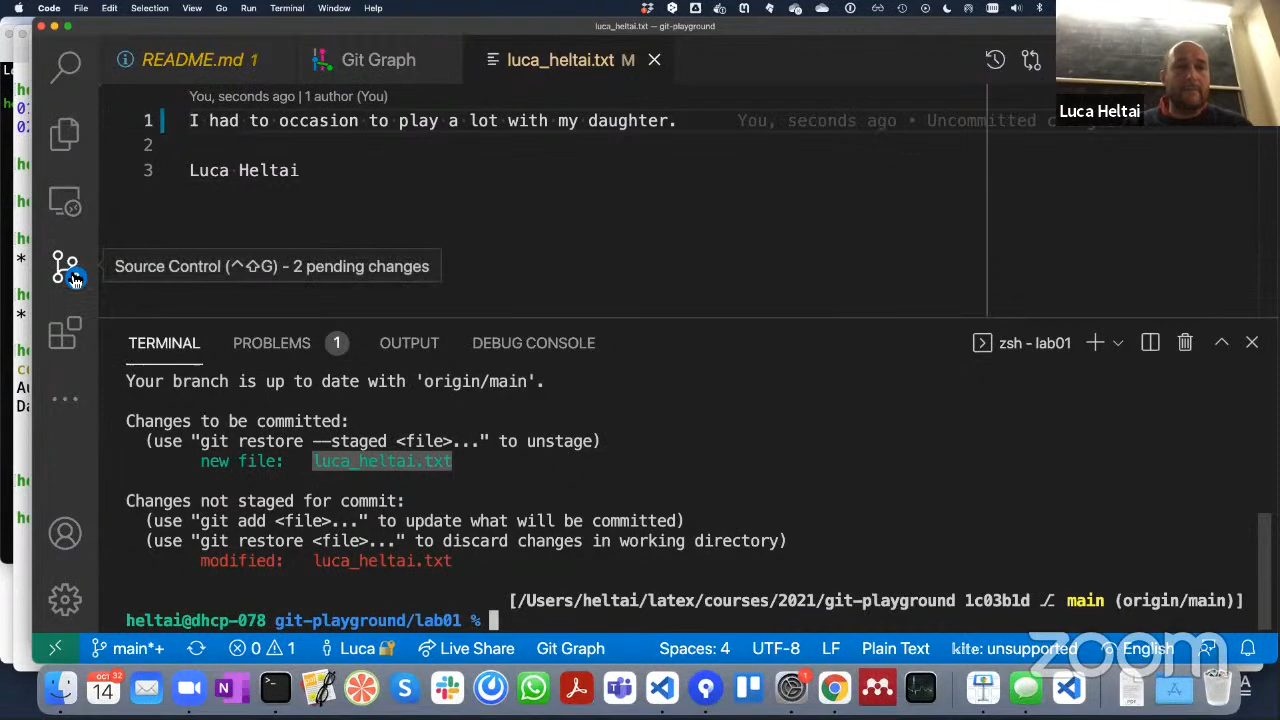 Code File Edit Selection View Go Run Terminal Window Help
luca_heltai.txt — git-playground
README.md 1 Git Graph luca_heltai.txt M
Luca Heltai
You, seconds ago | 1 author (You)
1 I had to occasion to play a lot with my daughter. You, seconds ago • Uncommitted
2
3 Luca Heltai
Source Control (^⇧G) - 2 pending changes
TERMINAL PROBLEMS 1 OUTPUT DEBUG CONSOLE zsh - lab01
Your branch is up to date with 'origin/main'.
Changes to be committed:
(use "git restore --staged <file>..." to unstage)
new file: luca_heltai.txt
Changes not staged for commit:
(use "git add <file>..." to update what will be committed)
(use "git restore <file>..." to discard changes in working directory)
modified: luca_heltai.txt
[/Users/heltai/latex/courses/2021/git-playground 1c03b1d ⎇ main (origin/main)]
heltai@dhcp-078 git-playground/lab01 %
main*+ 0 1 Luca Live Share Git Graph Spaces: 4 UTF-8 LF Plain Text kite: unsupported English
zoom
OCT 32
14
1